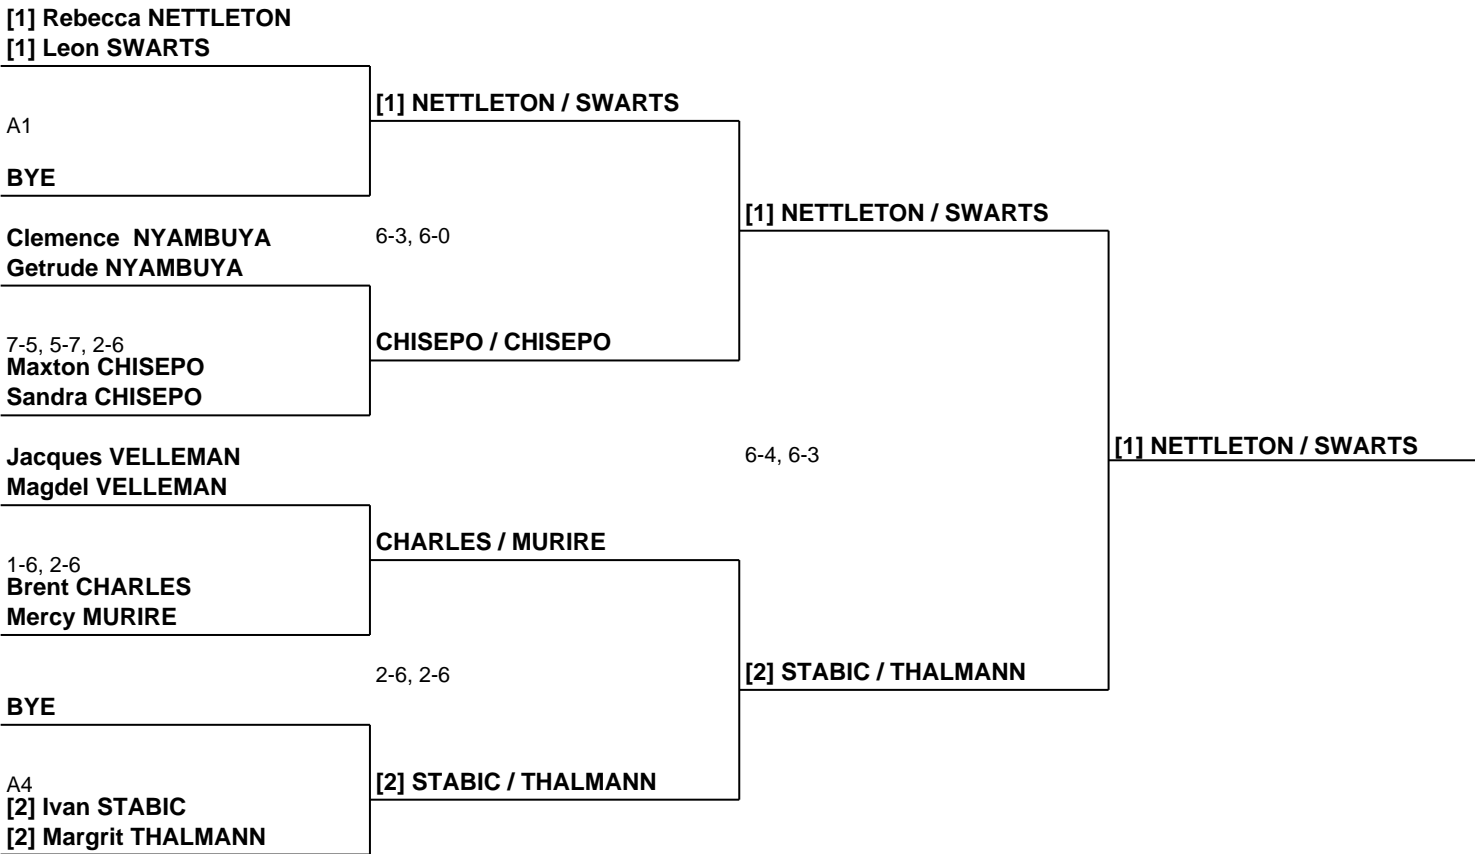 [1] Rebecca NETTLETON
[1] Leon SWARTS
[1] NETTLETON / SWARTS
A1
BYE
[1] NETTLETON / SWARTS
Clemence  NYAMBUYA
6-3, 6-0
Getrude NYAMBUYA
7-5, 5-7, 2-6
CHISEPO / CHISEPO
Maxton CHISEPO
Sandra CHISEPO
Jacques VELLEMAN
6-4, 6-3
[1] NETTLETON / SWARTS
Magdel VELLEMAN
CHARLES / MURIRE
1-6, 2-6
Brent CHARLES
Mercy MURIRE
2-6, 2-6
[2] STABIC / THALMANN
BYE
A4
[2] STABIC / THALMANN
[2] Ivan STABIC
[2] Margrit THALMANN